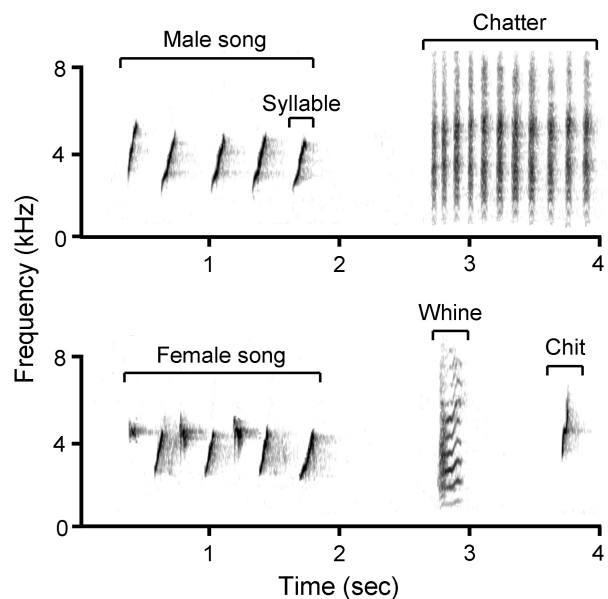 Male song
Chatter
Syllable
8
4
0
1
2
3
4
Frequency (kHz)
Female song
Whine
Chit
8
4
0
1
2
3
4
Time (sec)